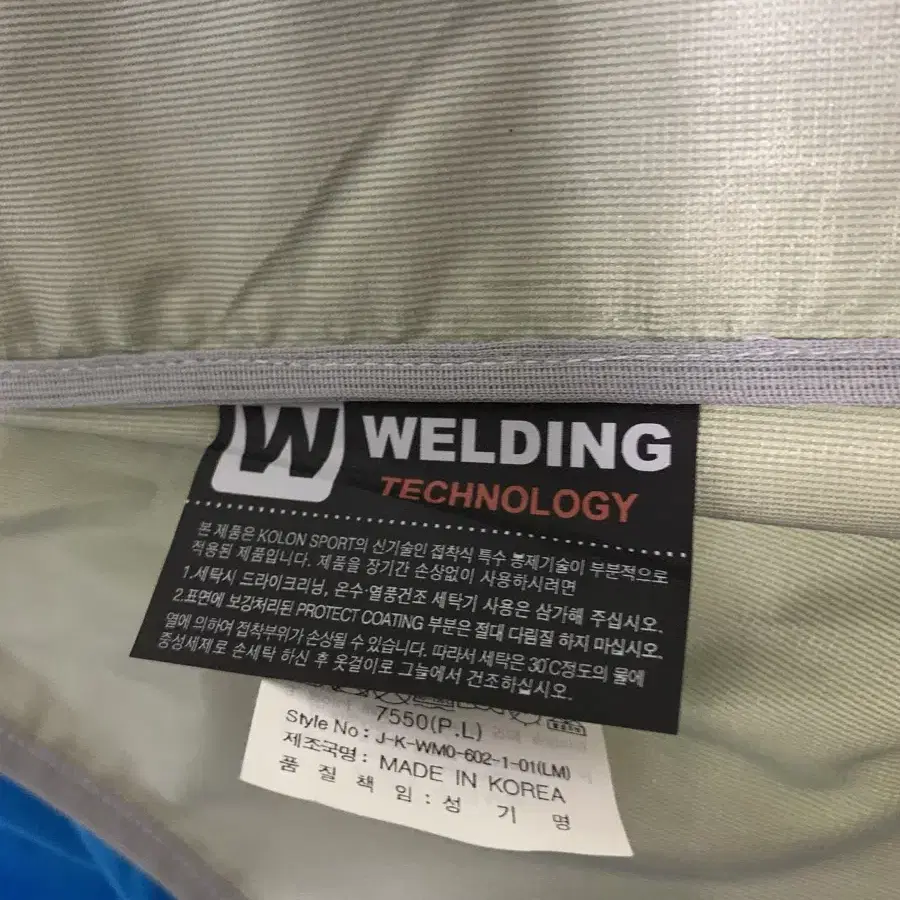 W WELDING
TECHNOLOGY
본 제품은 KOLON SPORT의 신기술인 접착식 특수 봉제기술이 부분적으로
적용된 제품입니다. 제품을 장기간 손상없이 사용하시려면
1.세탁시 드라이크리닝, 온수·열풍건조 세탁기 사용은 삼가해 주십시오.
2.표면에 보강처리된 PROTECT COATING 부분은 절대 다림질 하지 마십시오.
열에 의하여 접착부위가 손상될 수 있습니다. 따라서 세탁은 30℃정도의 물에
중성세제로 손세탁 하신 후 옷걸이로 그늘에서 건조하십시오.
7550(P.L)
Style No : J-K-WM0-602-1-01(LM)
제조국명 : MADE IN KOREA
품 질 책 임 : 성 기 명